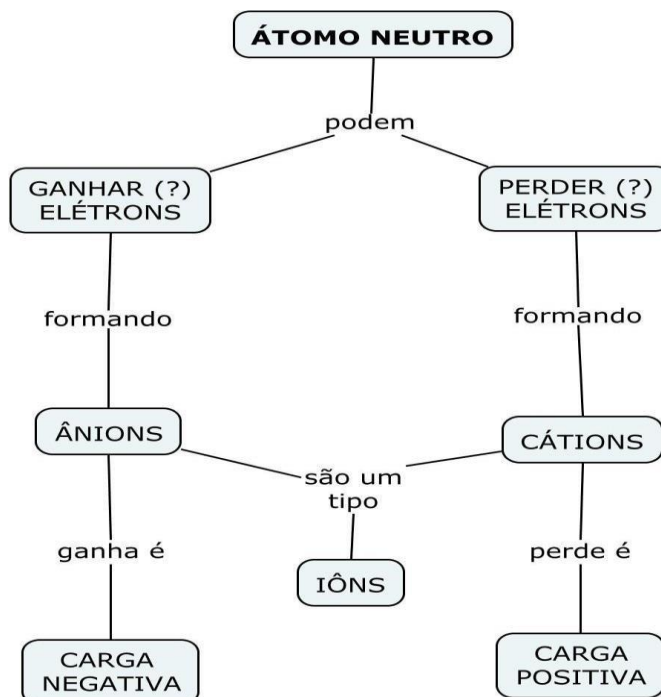 ÁTOMO NEUTRO
podem
GANHAR (?)
ELÉTRONS
PERDER (?)
ELÉTRONS
formando
formando
ÂNIONS
CÁTIONS
são um
tipo
ganha é
perde é
IÔNS
CARGA
NEGATIVA
CARGA
POSITIVA